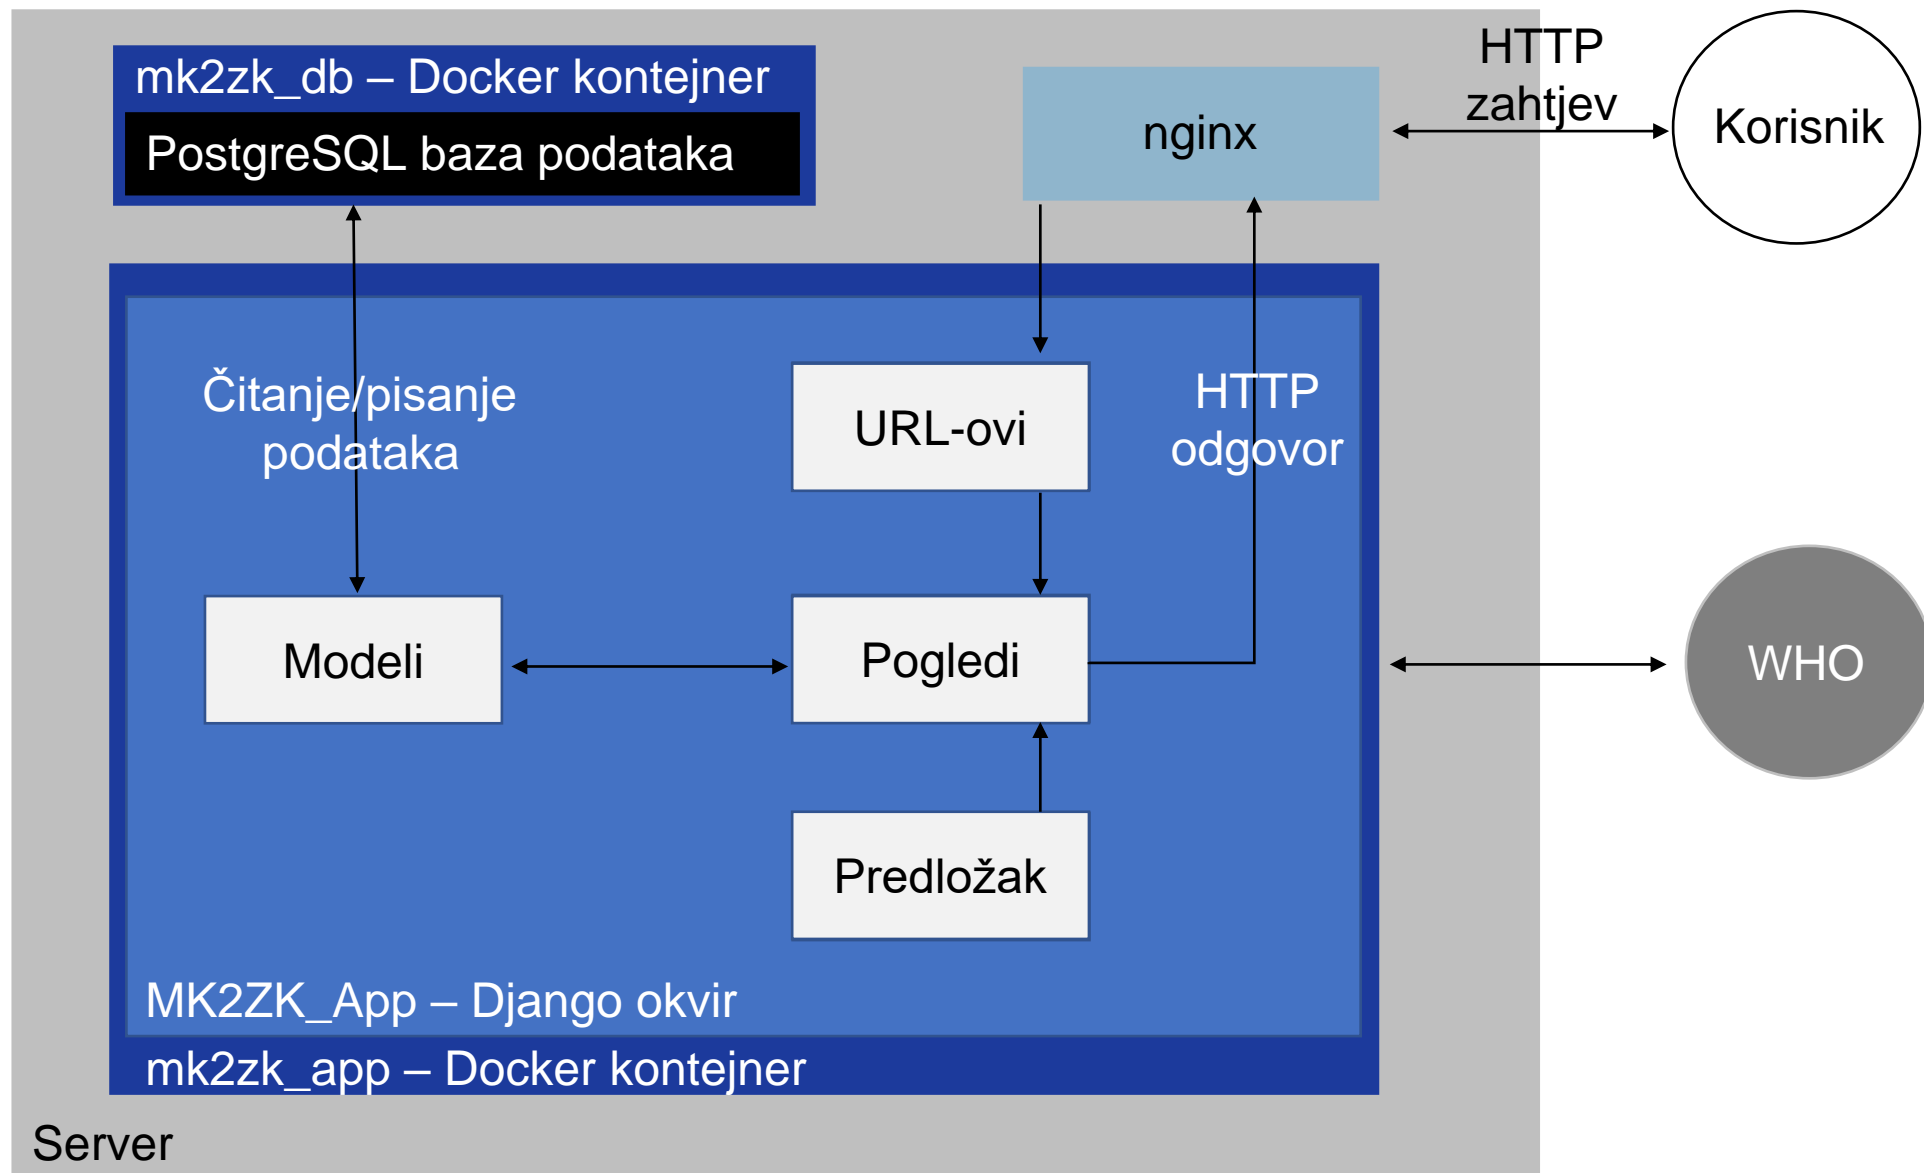 mk2zk_db – Docker kontejner
PostgreSQL baza podataka
nginx
HTTP
zahtjev
Korisnik
Čitanje/pisanje
podataka
URL-ovi
HTTP
odgovor
Modeli
Pogledi
WHO
Predložak
MK2ZK_App – Django okvir
mk2zk_app – Docker kontejner
Server